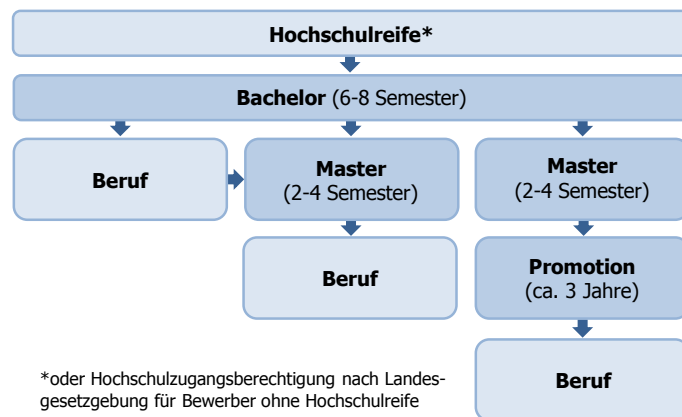 Hochschulreife*
Bachelor (6-8 Semester)
Beruf
Master
(2-4 Semester)
Master
(2-4 Semester)
Beruf
Promotion
(ca. 3 Jahre)
Beruf
*oder Hochschulzugangsberechtigung nach Landes-
gesetzgebung für Bewerber ohne Hochschulreife